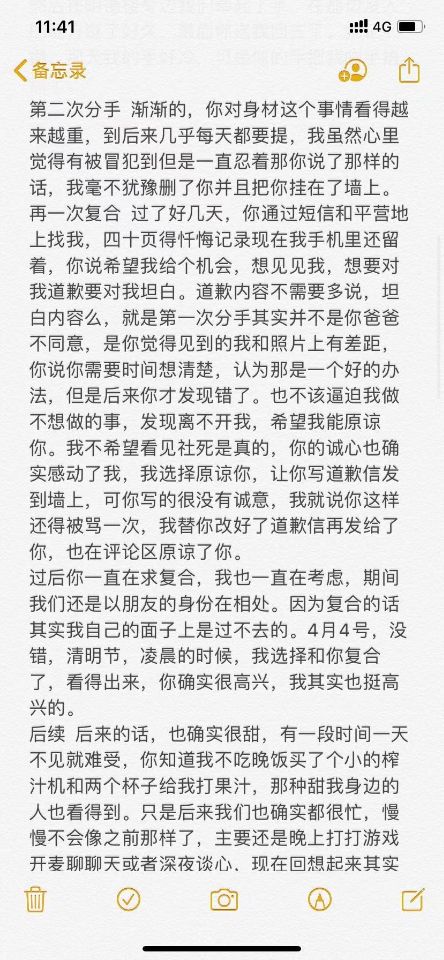 11:41
4G
备忘录
第二次分手 渐渐的，你对身材这个事情看得越
来越重，到后来几乎每天都要提，我虽然心里
觉得有被冒犯到但是一直忍着那你说了那样的
话，我毫不犹豫删了你并且把你挂在了墙上。
再一次复合 过了好几天，你通过短信和平营地
上找我，四十页得忏悔记录现在我手机里还留
着，你说希望我给个机会，想见见我，想要对
我道歉要对我坦白。道歉内容不需要多说，坦
白内容么，就是第一次分手其实并不是你爸爸
不同意，是你觉得见到的我和照片上有差距，
你说你需要时间想清楚，认为那是一个好的办
法，但是后来你才发现错了。也不该逼迫我做
不想做的事，发现离不开我，希望我能原谅
你。我不希望看见社死是真的，你的诚心也确
实感动了我，我选择原谅你，让你写道歉信发
到墙上，可你写的很没有诚意，我就说你这样
还得被骂一次，我替你改好了道歉信再发给了
你，也在评论区原谅了你。
过后你一直在求复合，我也一直在考虑，期间
我们还是以朋友的身份在相处。因为复合的话
其实我自己的面子上是过不去的。4月4号，没
错，清明节，凌晨的时候，我选择和你复合
了，看得出来，你确实很高兴，我其实也挺高
兴的。
后续 后来的话，也确实很甜，有一段时间一天
不见就难受，你知道我不吃晚饭买了个小的榨
汁机和两个杯子给我打果汁，那种甜我身边的
人也看得到。只是后来我们也确实都很忙，慢
慢不会像之前那样了，主要还是晚上打打游戏
开麦聊聊天或者深夜谈心，现在回想起来其实